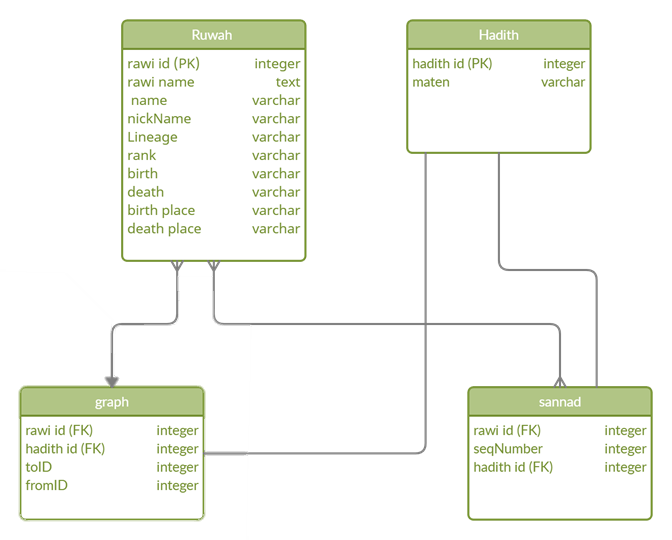 Ruwah
rawi id (PK) integer
rawi name text
name varchar
nickName varchar
Lineage varchar
rank varchar
birth varchar
death varchar
birth place varchar
death place varchar
Hadith
hadith id (PK) integer
maten varchar
graph
rawi id (FK) integer
hadith id (FK) integer
toID integer
fromID integer
sannad
rawi id (FK) integer
seqNumber integer
hadith id (FK) integer